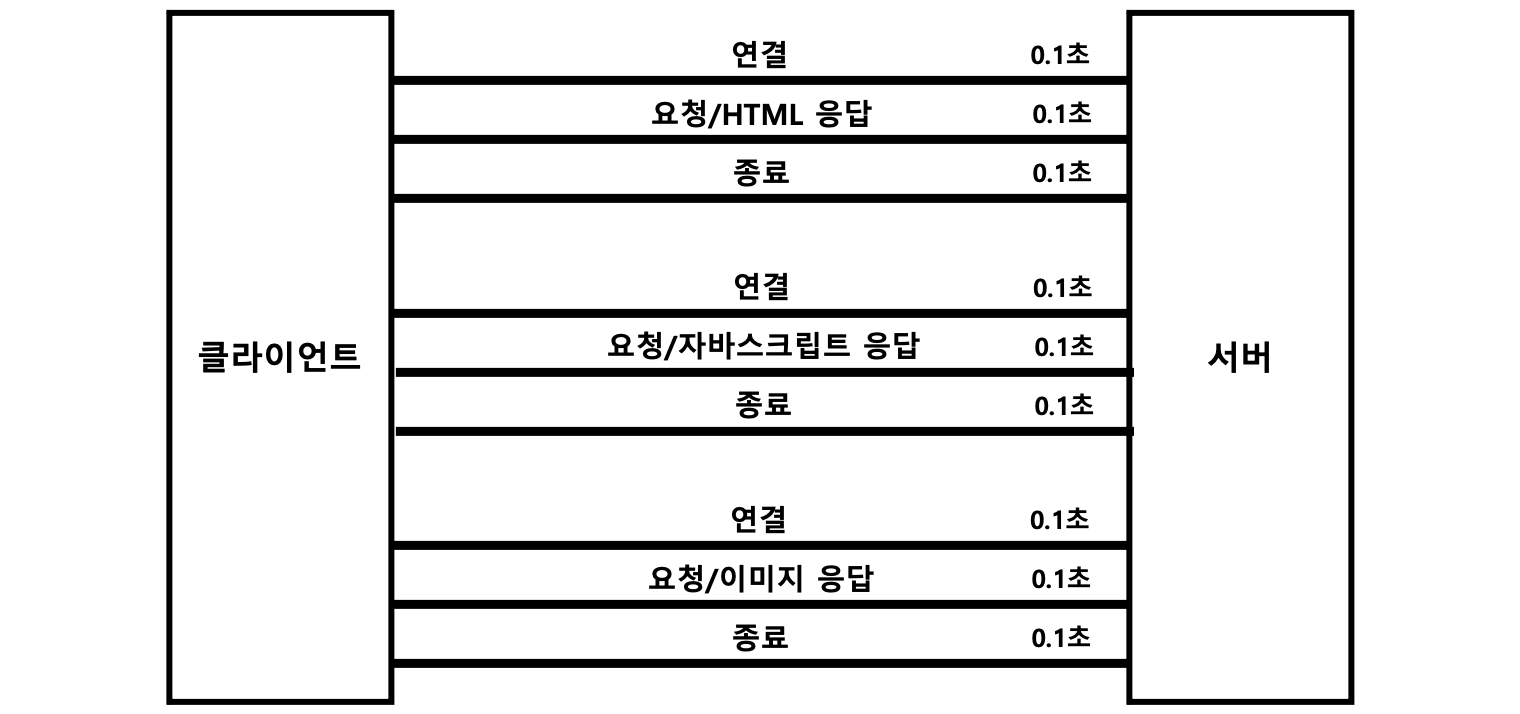 연결 0.1초
요청/HTML 응답 0.1초
종료 0.1초
연결 0.1초
요청/자바스크립트 응답 0.1초
클라이언트
서버
종료 0.1초
연결 0.1초
요청/이미지 응답 0.1초
종료 0.1초